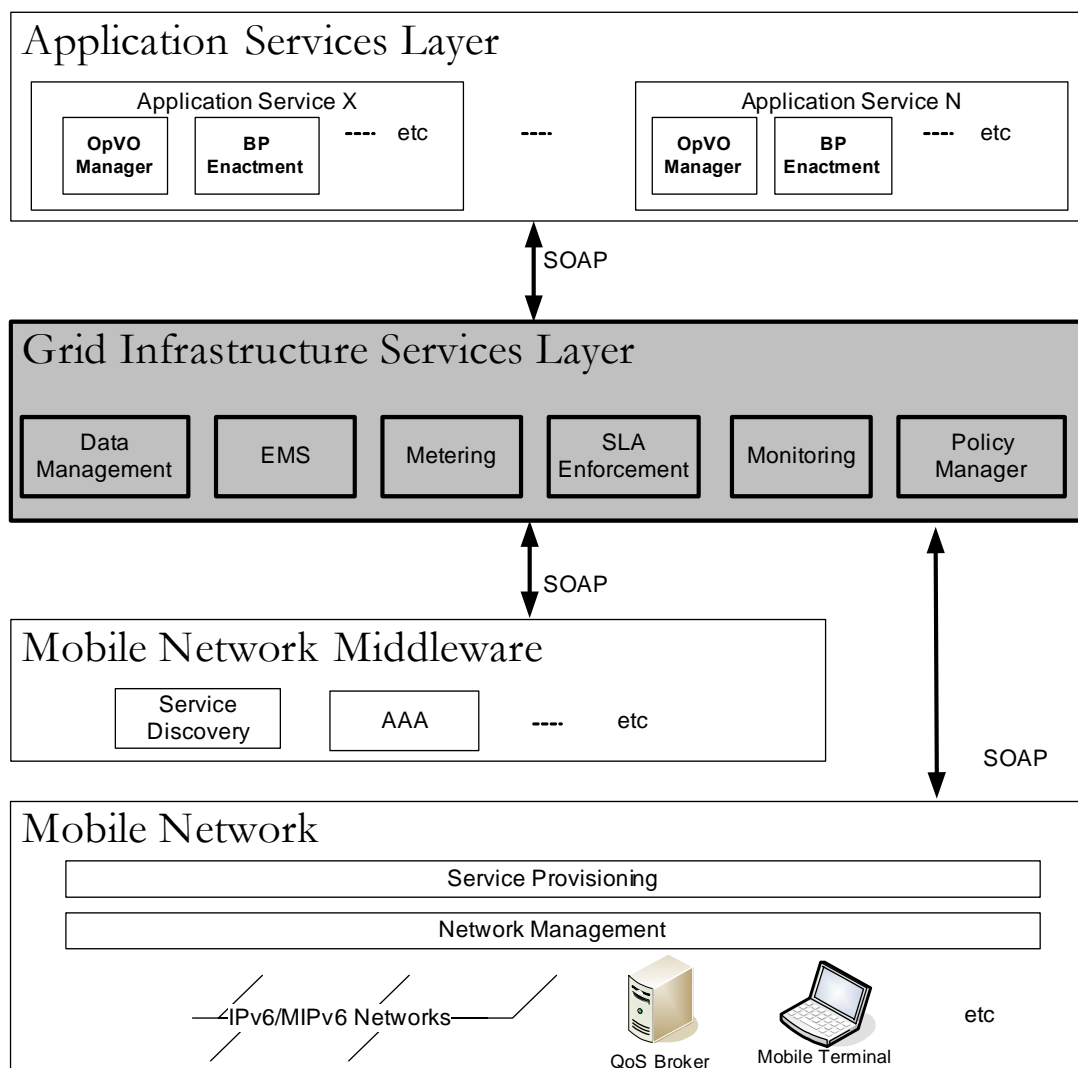 Application Services Layer
Application Service X
OpVO
Manager
BP
Enactment
---- etc
----
Application Service N
OpVO
Manager
BP
Enactment
---- etc
SOAP
Grid Infrastructure Services Layer
Data
Management
EMS
Metering
SLA
Enforcement
Monitoring
Policy
Manager
SOAP
Mobile Network Middleware
Service
Discovery
AAA
---- etc
SOAP
Mobile Network
Service Provisioning
Network Management
IPv6/MIPv6 Networks
QoS Broker
Mobile Terminal
etc